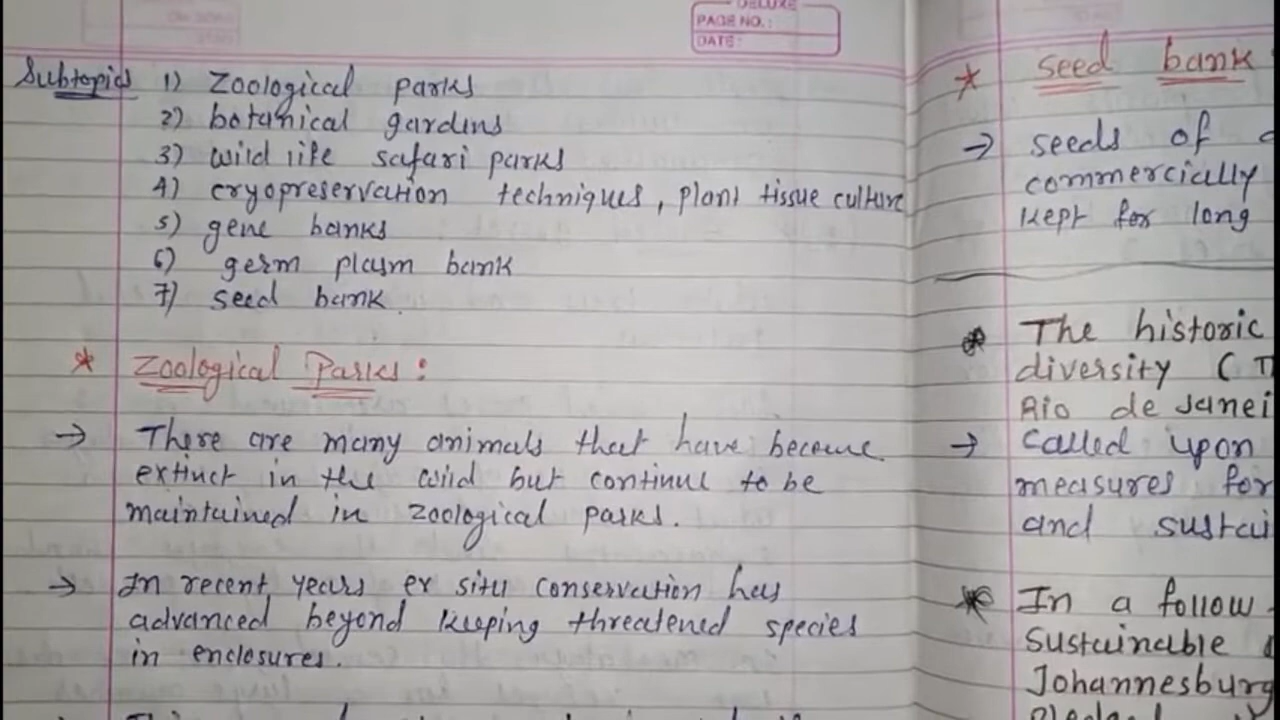 DELUXE
PAGE NO.:
DATE:
Subtopics 1) Zoological parks
2) botanical gardens
3) wild life safari parks
4) cryopreservation techniques, plant tissue culture
5) gene banks
6) germ plasm bank
7) seed bank.
* Zoological Parks:
→ There are many animals that have become
extinct in the wild but continue to be
maintained in zoological parks.
→ In recent years ex situ conservation has
advanced beyond keeping threatened species
in enclosures.
* seed bank:
→ seeds of
commercially
kept for long
* The historic
diversity (
Rio de Janei
→ called upon
measures for
and sustai
* In a follow
Sustainable
Johannesburg